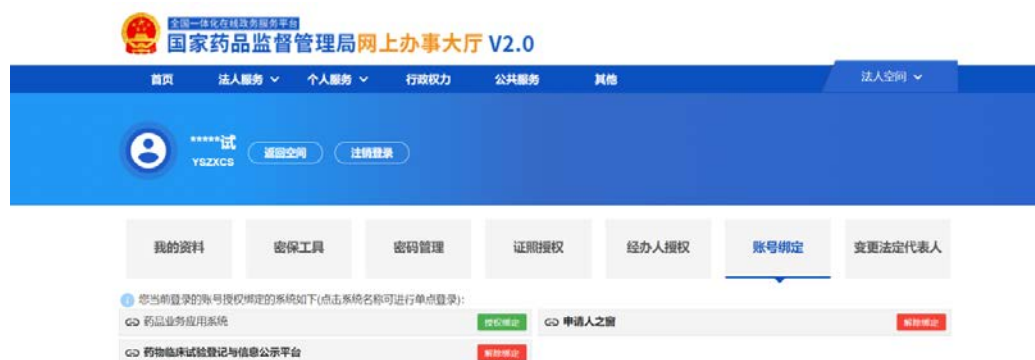 全国一体化在线政务服务平台
国家药品监督管理局网上办事大厅 V2.0
首页 法人服务 个人服务 行政权力 公共服务 其他 法人空间
*****试 返回空间 注销登录
YSZXCS
我的资料 密保工具 密码管理 证照授权 经办人授权 账号绑定 变更法定代表人
您当前登录的账号授权绑定的系统如下(点击系统名称可进行单点登录):
药品业务应用系统 授权绑定 申请人之窗 解除绑定
药物临床试验登记与信息公示平台 解除绑定